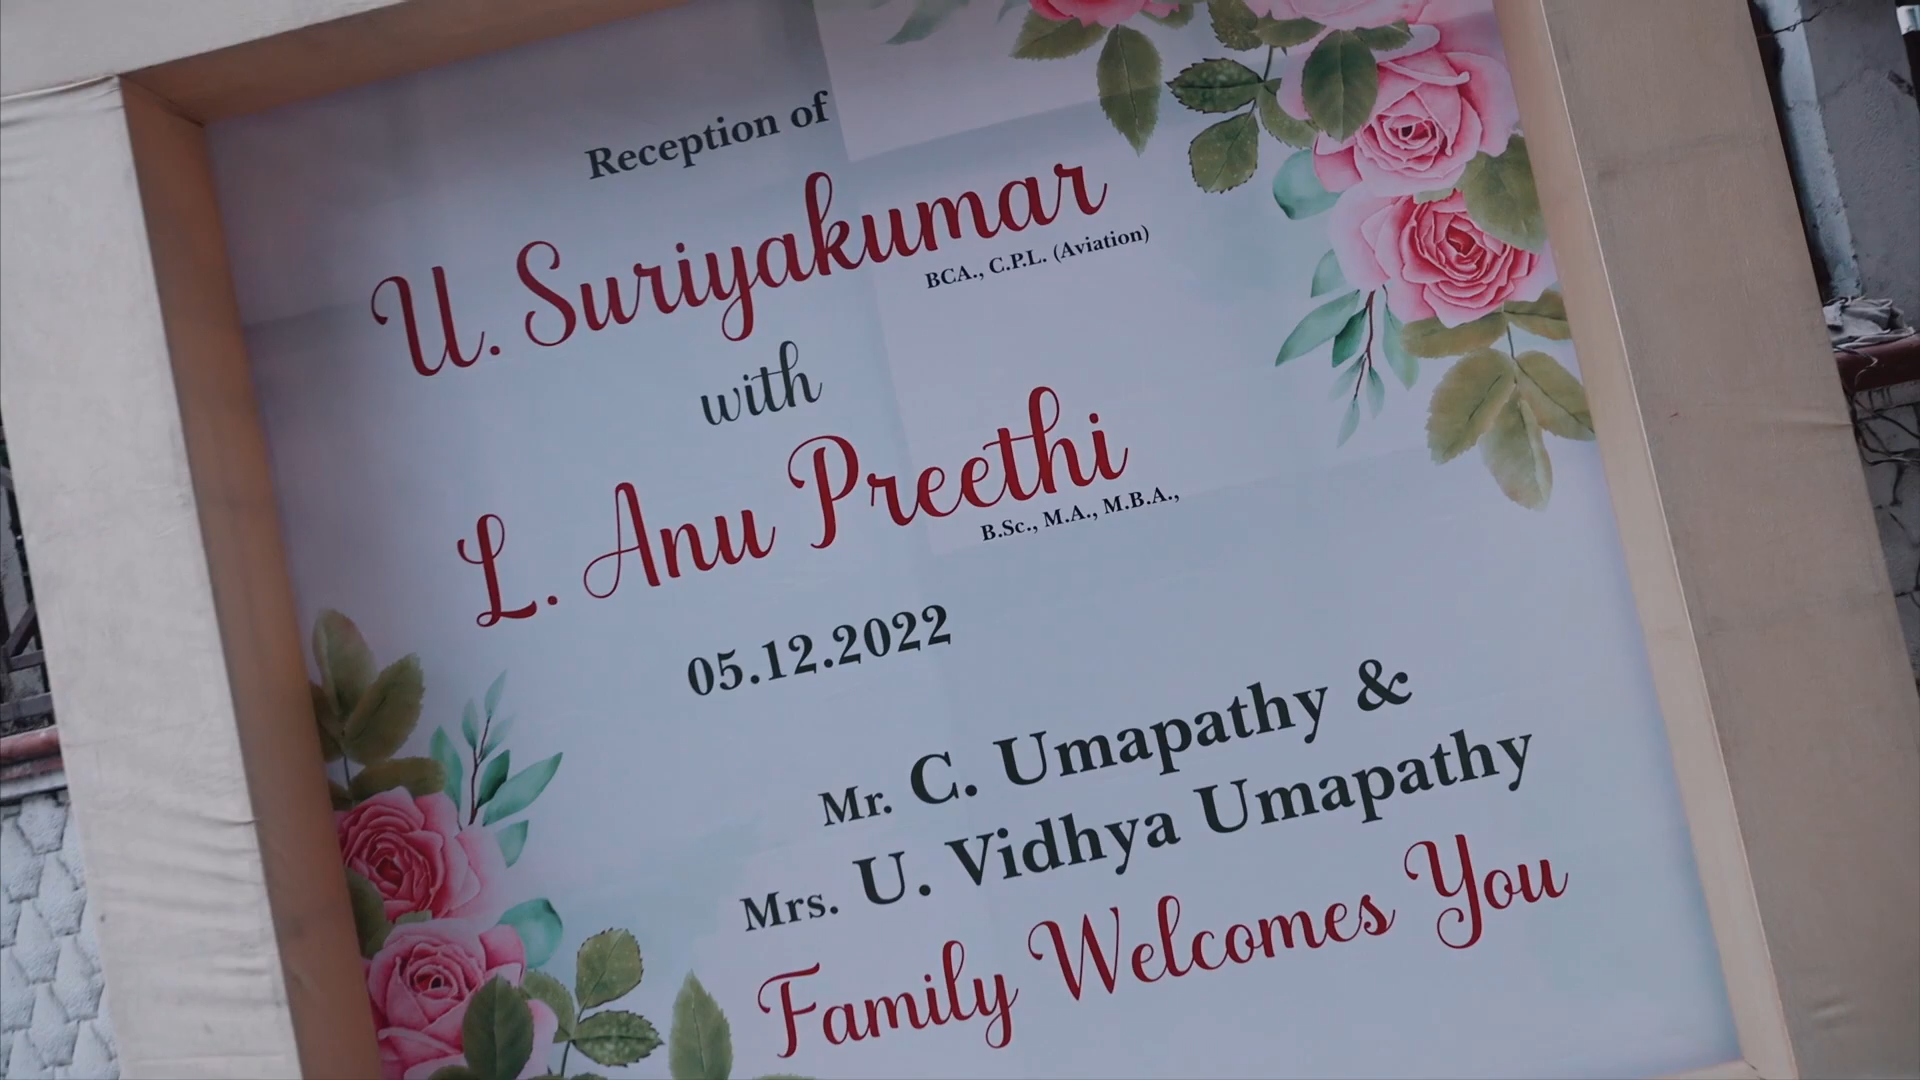 Reception of
U. Suriyakumar
BCA., C.P.L. (Aviation)
with
L. Anu Preethi
B.Sc., M.A., M.B.A.,
05.12.2022
Mr. C. Umapathy &
Mrs. U. Vidhya Umapathy
Family Welcomes You